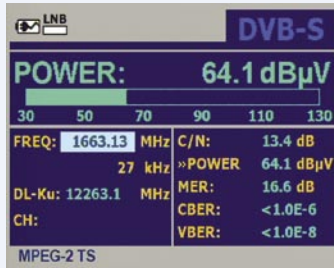 LNB
DVB-S
POWER: 64.1 dBµV
30 50 70 90 110 130
FREQ: 1663.13 MHz
27 kHz
DL-Ku: 12263.1 MHz
CH:
C/N: 13.4 dB
»POWER 64.1 dBµV
MER: 16.6 dB
CBER: <1.0E-6
VBER: <1.0E-8
MPEG-2 TS